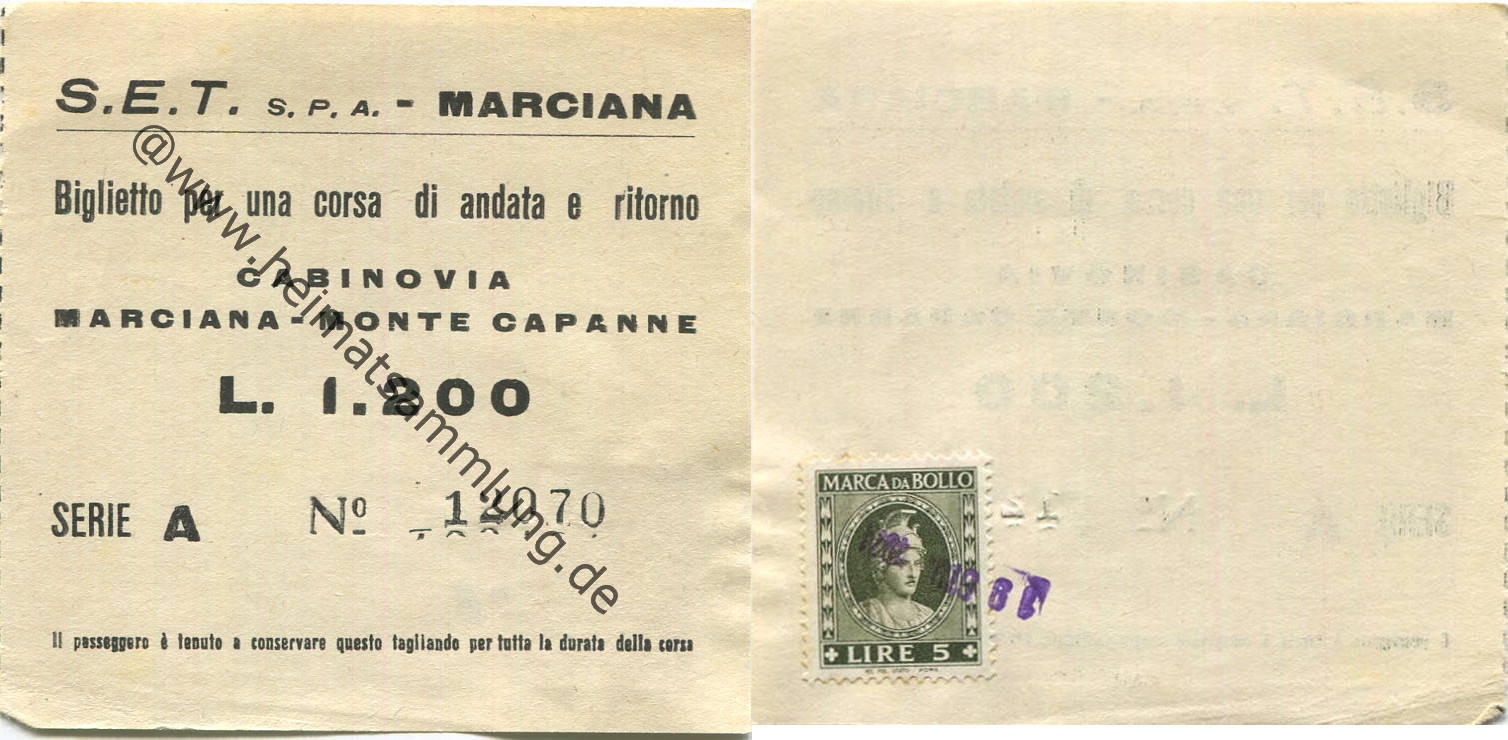 S.E.T. S.P.A. - MARCIANA
Biglietto per una corsa di andata e ritorno
CABINOVIA
MARCIANA - MONTE CAPANNE
L. 1.200
SERIE A Nº 12070
Il passeggero è tenuto a conservare questo tagliando per tutta la durata della corsa
@www.heimatsammlung.de
MARCA DA BOLLO
LIRE 5